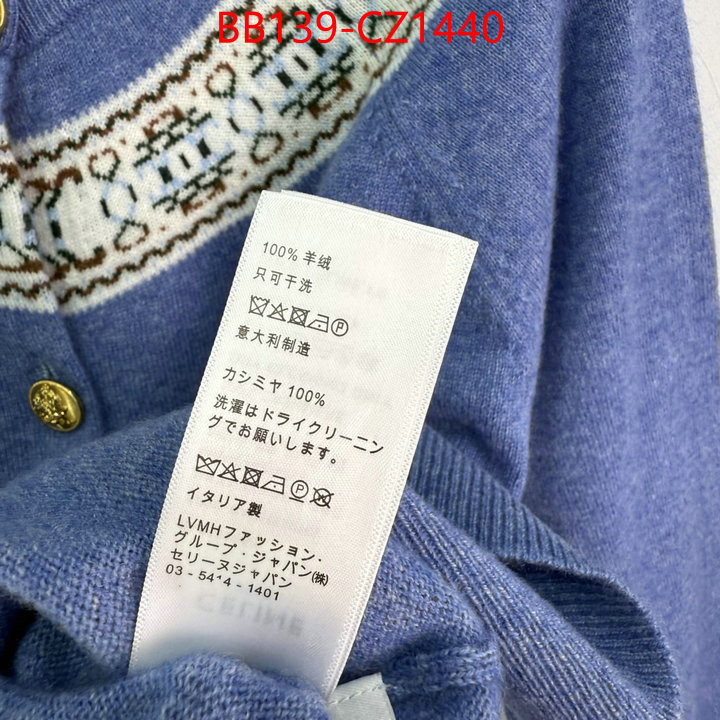 BB139-CZ1440
100% 羊绒
只可干洗
意大利制造
カシミヤ 100%
洗濯はドライクリーニン
グでお願いします。
イタリア製
LVMHファッション・
グループ・ジャパン(株)
セリーヌジャパン
03 - 5414 - 1401